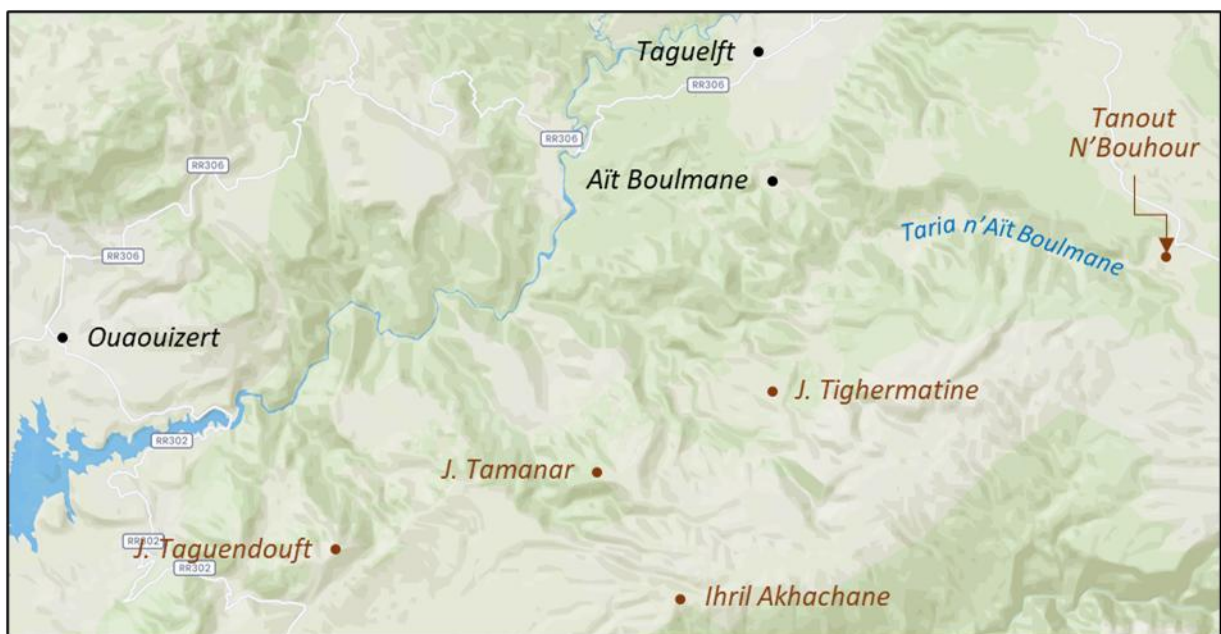 Taguelft
RR306
Tanout
N'Bouhour
RR306
RR306
Aït Boulmane
Taria n'Aït Boulmane
RR306
Ouaouizert
J. Tighermatine
RR302
J. Tamanar
RR302
J. Taguendouft
RR302
Ihril Akhachane